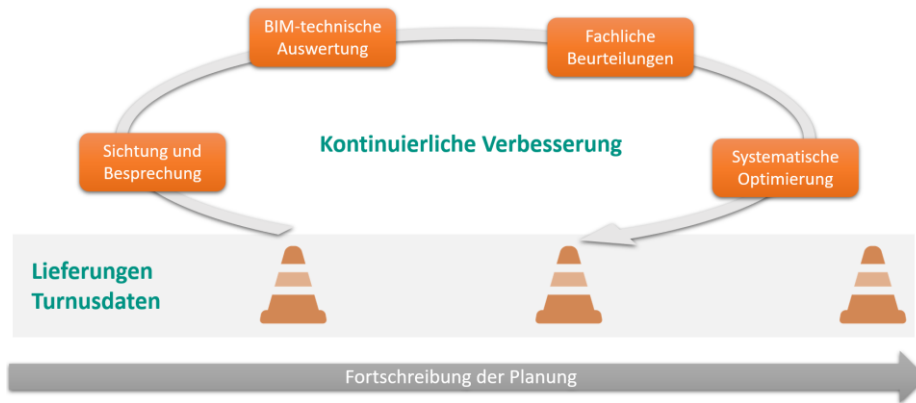 BIM-technische
Auswertung
Fachliche
Beurteilungen
Sichtung und
Besprechung
Kontinuierliche Verbesserung
Systematische
Optimierung
Lieferungen
Turnusdaten
Fortschreibung der Planung